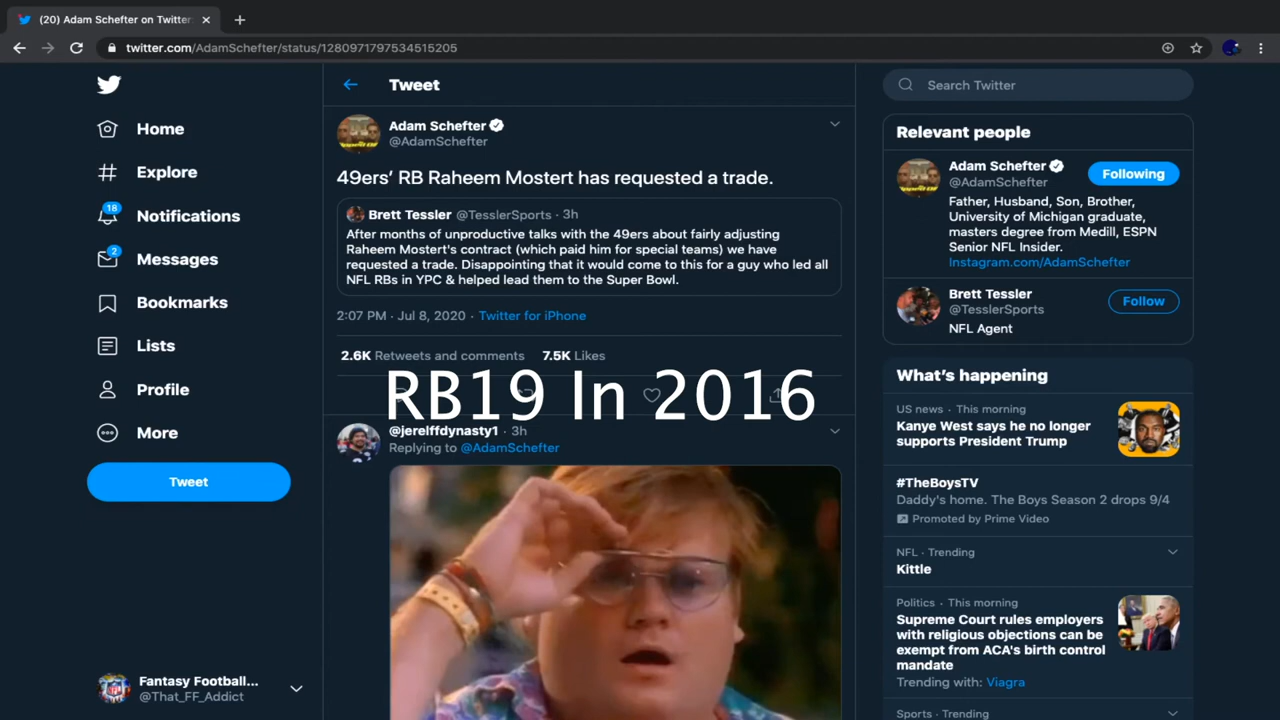 (20) Adam Schefter on Twitter
twitter.com/AdamSchefter/status/1280971797534515205
Home
Explore
18
Notifications
2
Messages
Bookmarks
Lists
Profile
More
Tweet
Fantasy Football...
@That_FF_Addict
Tweet
Adam Schefter
@AdamSchefter
49ers' RB Raheem Mostert has requested a trade.
Brett Tessler @TesslerSports · 3h
After months of unproductive talks with the 49ers about fairly adjusting
Raheem Mostert's contract (which paid him for special teams) we have
requested a trade. Disappointing that it would come to this for a guy who led all
NFL RBs in YPC & helped lead them to the Super Bowl.
2:07 PM · Jul 8, 2020 · Twitter for iPhone
2.6K Retweets and comments 7.5K Likes
RB19 In 2016
@jerelffdynasty1 · 3h
Replying to @AdamSchefter
Search Twitter
Relevant people
Adam Schefter
@AdamSchefter
Following
Father, Husband, Son, Brother,
University of Michigan graduate,
masters degree from Medill, ESPN
Senior NFL Insider.
Instagram.com/AdamSchefter
Brett Tessler
@TesslerSports
Follow
NFL Agent
What's happening
US news · This morning
Kanye West says he no longer
supports President Trump
#TheBoysTV
Daddy's home. The Boys Season 2 drops 9/4
Promoted by Prime Video
NFL · Trending
Kittle
Politics · This morning
Supreme Court rules employers
with religious objections can be
exempt from ACA's birth control
mandate
Trending with: Viagra
Sports · Trending